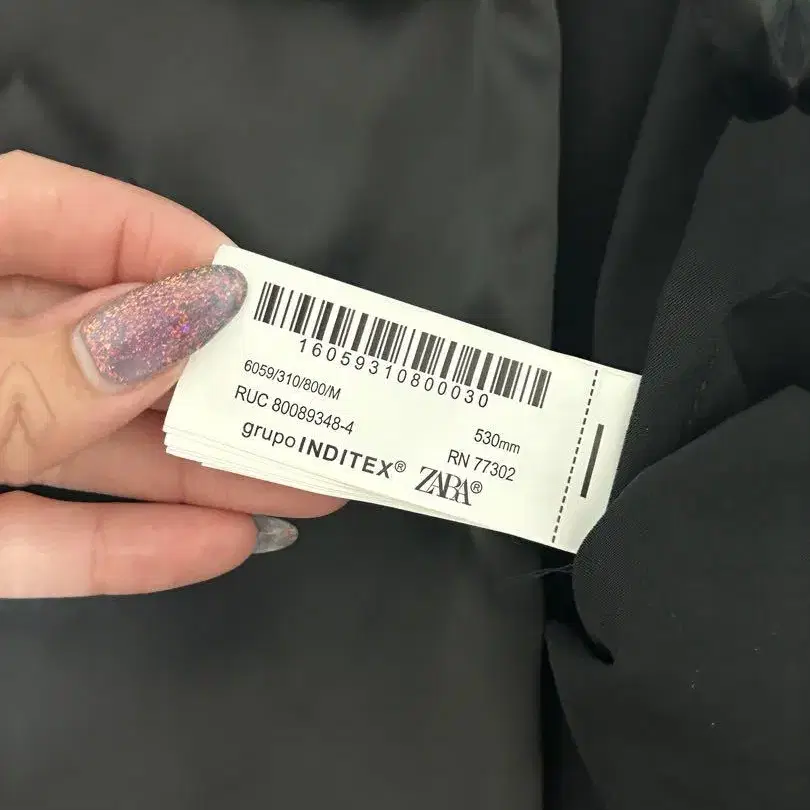 16059310800030
6059/310/800/M
RUC 80089348-4
530mm
RN 77302
grupo INDITEX®
ZARA®